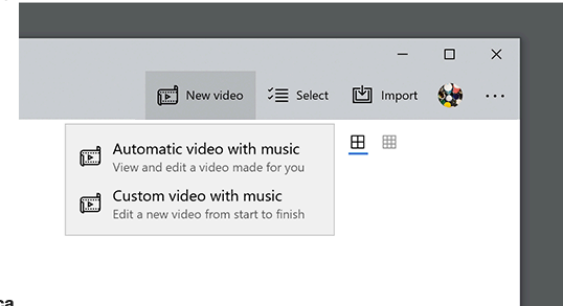 New video Select Import
Automatic video with music
View and edit a video made for you
Custom video with music
Edit a new video from start to finish
ca